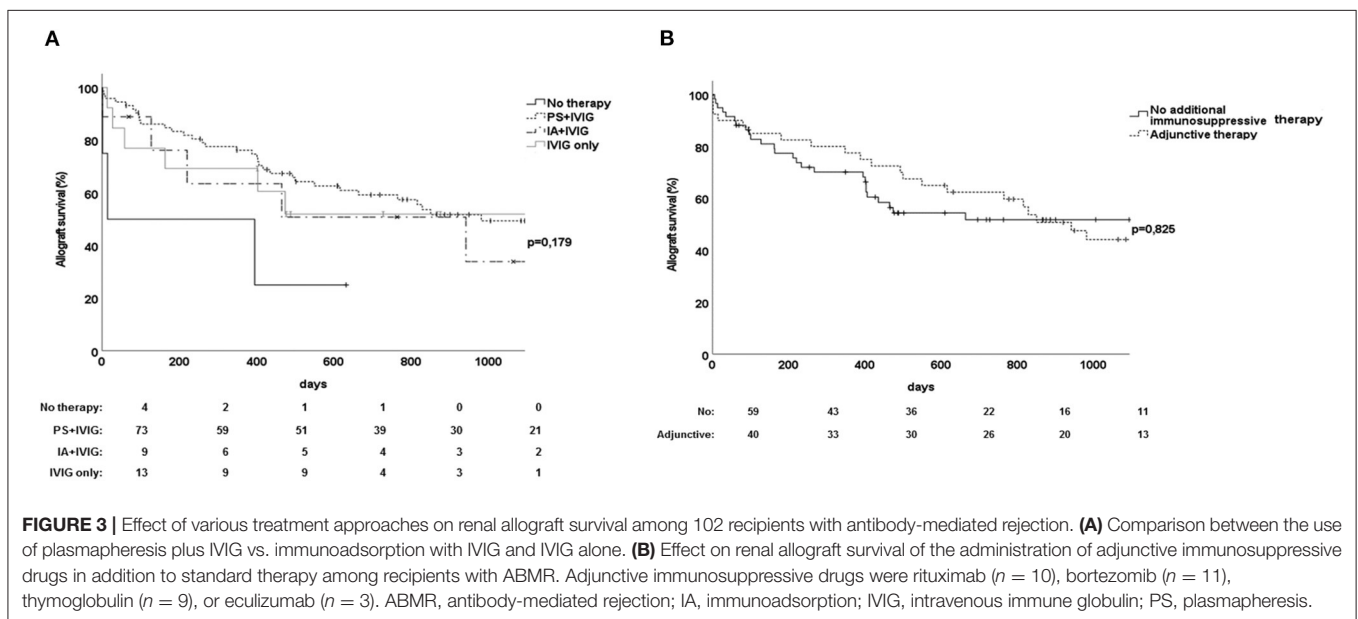 A
100
80
60
40
20
0
Allograft survival (%)
No therapy
PS+IVIG
IA+IVIG
IVIG only
p=0,179
0 200 400 600 800 1000
days
No therapy: 4 2 1 1 0 0
PS+IVIG: 73 59 51 39 30 21
IA+IVIG: 9 6 5 4 3 2
IVIG only: 13 9 9 4 3 1
B
100
80
60
40
20
0
Allograft survival (%)
No additional
immunosuppressive therapy
Adjunctive therapy
p=0,825
0 200 400 600 800 1000
days
No: 59 43 36 22 16 11
Adjunctive: 40 33 30 26 20 13
FIGURE 3 | Effect of various treatment approaches on renal allograft survival among 102 recipients with antibody-mediated rejection. (A) Comparison between the use
of plasmapheresis plus IVIG vs. immunoadsorption with IVIG and IVIG alone. (B) Effect on renal allograft survival of the administration of adjunctive immunosuppressive
drugs in addition to standard therapy among recipients with ABMR. Adjunctive immunosuppressive drugs were rituximab (n = 10), bortezomib (n = 11),
thymoglobulin (n = 9), or eculizumab (n = 3). ABMR, antibody-mediated rejection; IA, immunoadsorption; IVIG, intravenous immune globulin; PS, plasmapheresis.